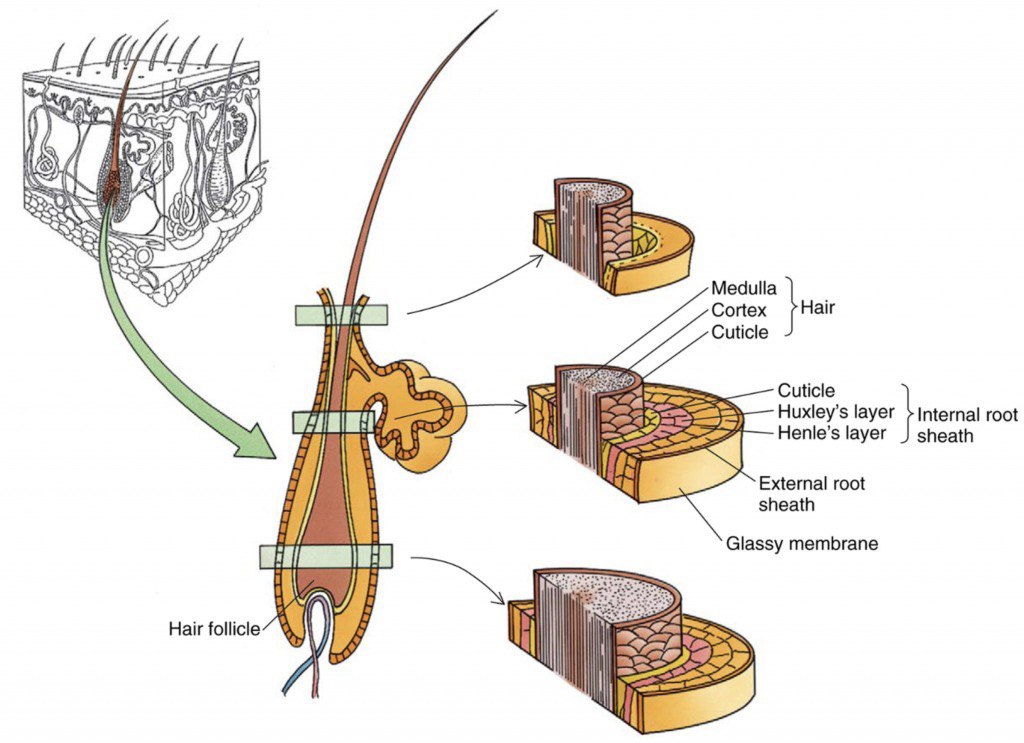 Medulla
Cortex
Cuticle
Hair
Cuticle
Huxley's layer
Henle's layer
Internal root
sheath
External root
sheath
Glassy membrane
Hair follicle